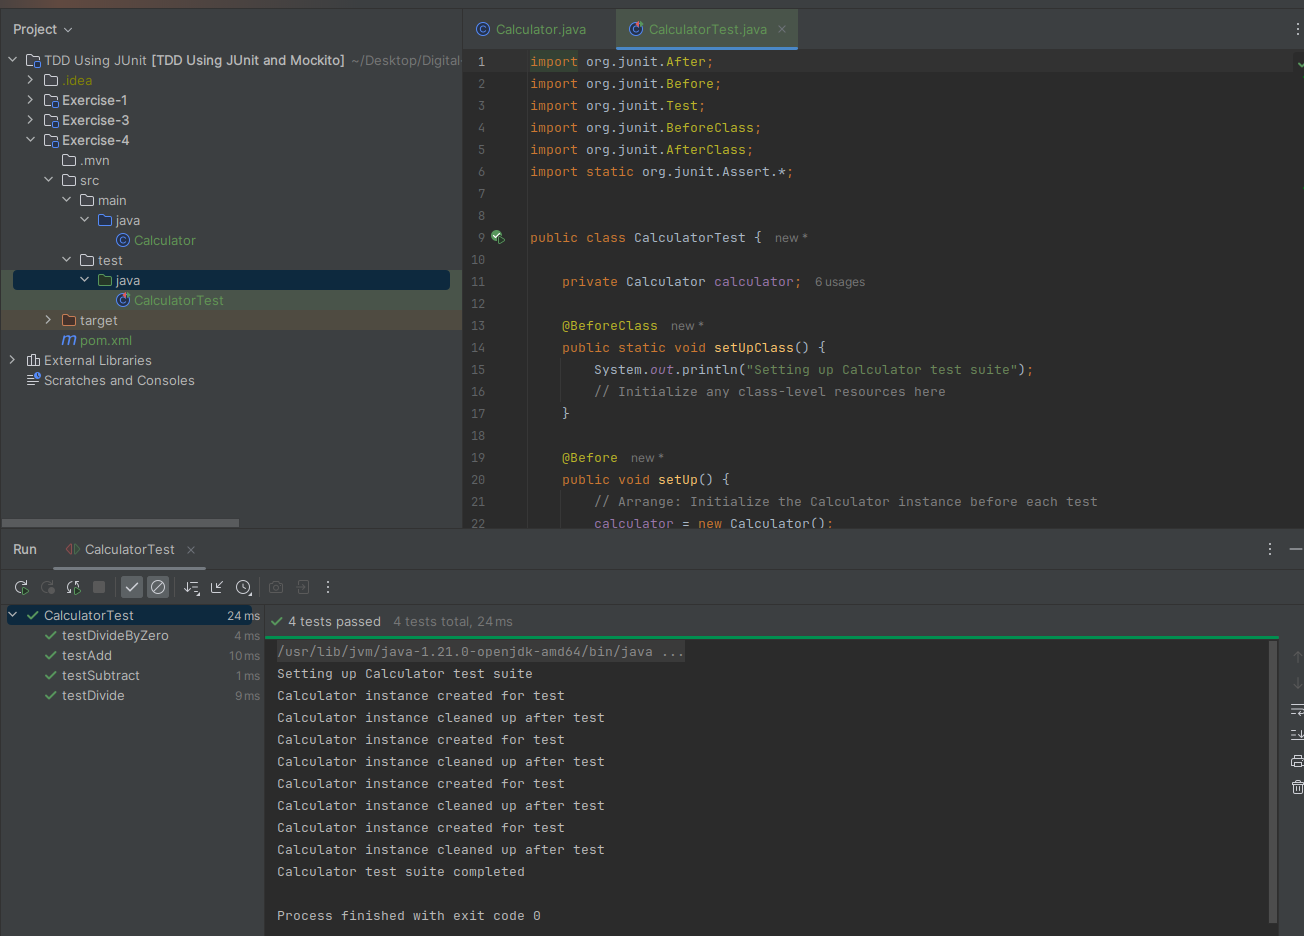 Project
TDD Using JUnit [TDD Using JUnit and Mockito] ~/Desktop/Digital
.idea
Exercise-1
Exercise-3
Exercise-4
.mvn
src
main
java
Calculator
test
java
CalculatorTest
target
pom.xml
External Libraries
Scratches and Consoles
Calculator.java
CalculatorTest.java
1 import org.junit.After;
2 import org.junit.Before;
3 import org.junit.Test;
4 import org.junit.BeforeClass;
5 import org.junit.AfterClass;
6 import static org.junit.Assert.*;
7
8
9 public class CalculatorTest { new *
10
11 private Calculator calculator; 6 usages
12
13 @BeforeClass new *
14 public static void setUpClass() {
15 System.out.println("Setting up Calculator test suite");
16 // Initialize any class-level resources here
17 }
18
19 @Before new *
20 public void setUp() {
21 // Arrange: Initialize the Calculator instance before each test
22 calculator = new Calculator();
Run CalculatorTest
CalculatorTest 24 ms
testDivideByZero 4 ms
testAdd 10 ms
testSubtract 1 ms
testDivide 9 ms
4 tests passed 4 tests total, 24 ms
/usr/lib/jvm/java-1.21.0-openjdk-amd64/bin/java ...
Setting up Calculator test suite
Calculator instance created for test
Calculator instance cleaned up after test
Calculator instance created for test
Calculator instance cleaned up after test
Calculator instance created for test
Calculator instance cleaned up after test
Calculator instance created for test
Calculator instance cleaned up after test
Calculator test suite completed
Process finished with exit code 0